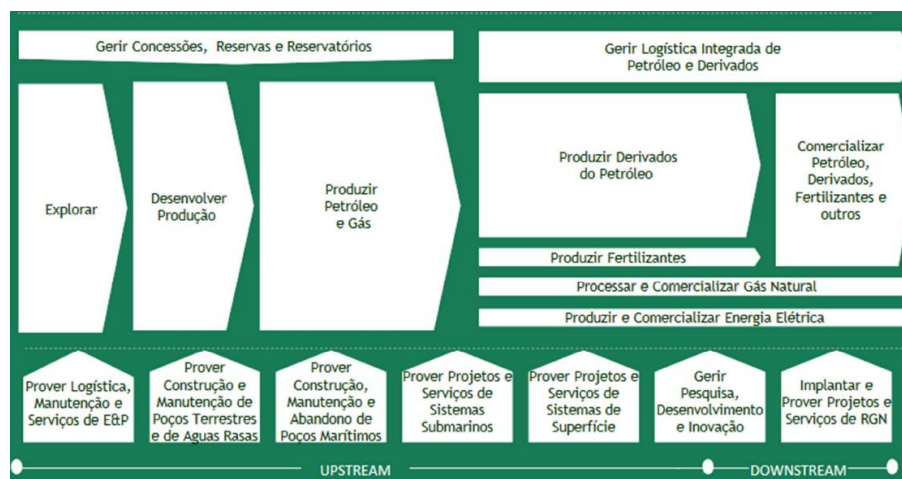 Gerir Concessões, Reservas e Reservatórios
Gerir Logística Integrada de
Petróleo e Derivados
Explorar
Desenvolver
Produção
Produzir
Petróleo
e Gás
Produzir Derivados
do Petróleo
Comercializar
Petróleo,
Derivados,
Fertilizantes e
outros
Produzir Fertilizantes
Processar e Comercializar Gás Natural
Produzir e Comercializar Energia Elétrica
Prover Logística,
Manutenção e
Serviços de E&P
Prover
Construção e
Manutenção de
Poços Terrestres
e de Aguas Rasas
Prover
Construção,
Manutenção e
Abandono de
Poços Marítimos
Prover Projetos e
Serviços de
Sistemas
Submarinos
Prover Projetos e
Serviços de
Sistemas de
Superfície
Gerir
Pesquisa,
Desenvolvimento
e Inovação
Implantar e
Prover Projetos e
Serviços de RGN
UPSTREAM
DOWNSTREAM